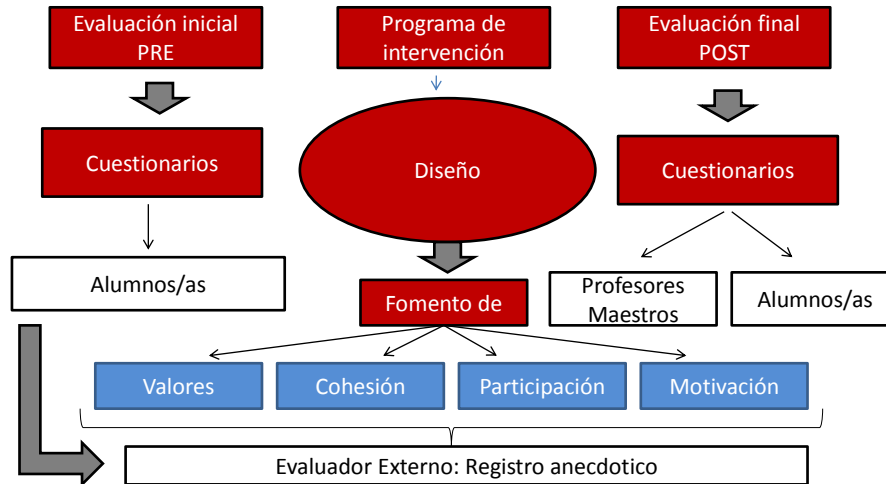 Evaluación inicial
PRE
Programa de
intervención
Evaluación final
POST
Cuestionarios
Diseño
Cuestionarios
Alumnos/as
Fomento de
Profesores
Maestros
Alumnos/as
Valores
Cohesión
Participación
Motivación
Evaluador Externo: Registro anecdotico